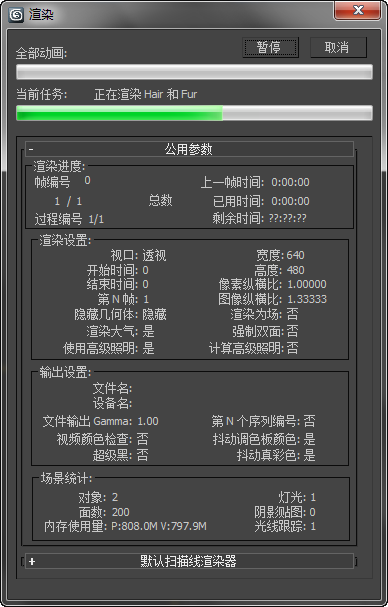 渲染
全部动画: 暂停 取消
当前任务: 正在渲染 Hair 和 Fur
- 公用参数
渲染进度:
帧编号 0 上一帧时间: 0:00:00
1 / 1 总数 已用时间: 0:00:00
过程编号 1/1 剩余时间: ??:??:??
渲染设置:
视口: 透视 宽度: 640
开始时间: 0 高度: 480
结束时间: 0 像素纵横比: 1.00000
第 N 帧: 1 图像纵横比: 1.33333
隐藏几何体: 隐藏 渲染为场: 否
渲染大气: 是 强制双面: 否
使用高级照明: 是 计算高级照明: 否
输出设置:
文件名:
设备名:
文件输出 Gamma: 1.00 第 N 个序列编号: 否
视频颜色检查: 否 抖动调色板颜色: 是
超级黑: 否 抖动真彩色: 是
场景统计:
对象: 2 灯光: 1
面数: 200 阴影贴图: 0
内存使用量: P:808.0M V:797.9M 光线跟踪: 1
+ 默认扫描线渲染器